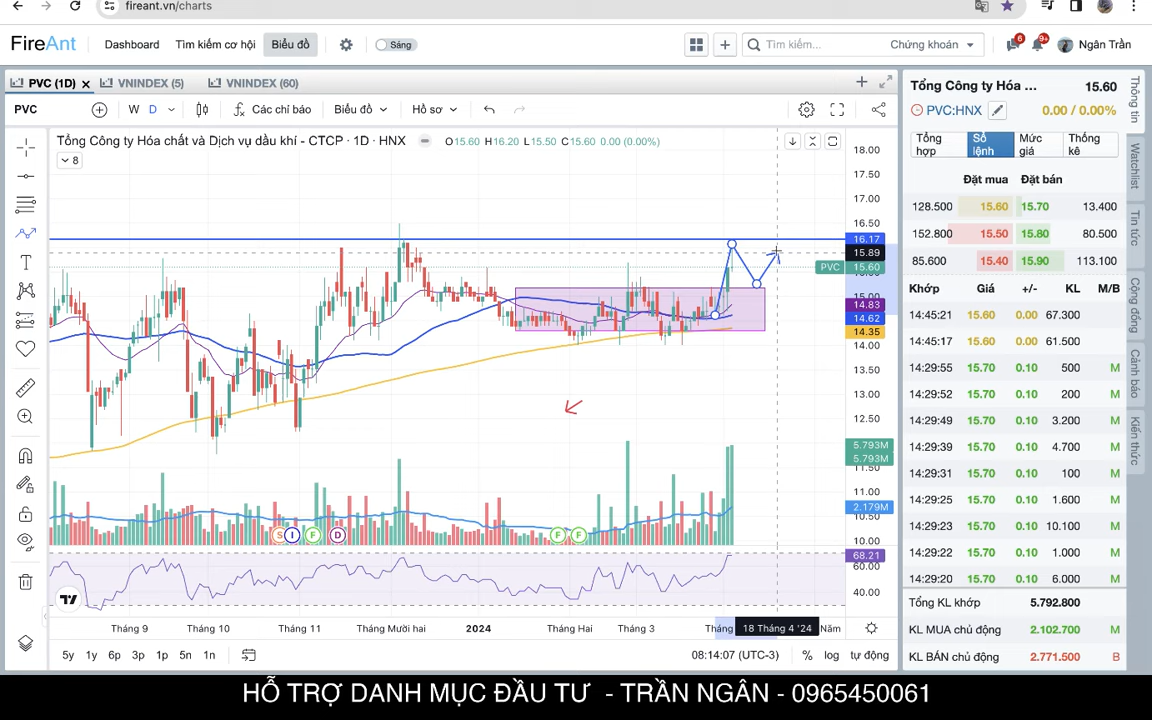 fireant.vn/charts
FireAnt Dashboard Tìm kiếm cơ hội Biểu đồ Sáng Tìm kiếm... Chứng khoán 6 9+ Ngân Trần
PVC (1D) VNINDEX (5) VNINDEX (60)
PVC W D Các chỉ báo Biểu đồ Hồ sơ
Tổng Công ty Hóa chất và Dịch vụ dầu khí - CTCP · 1D · HNX O15.60 H16.20 L15.50 C15.60 0.00 (0.00%)
8
18.00
17.50
17.00
16.50
16.17
15.89
PVC 15.60
15.00
14.83
14.62
14.35
14.00
13.50
13.00
12.50
5.793M
5.793M
11.50
11.00
2.179M
10.50
10.00
S I F D F F
68.21
60.00
40.00
Tháng 9 Tháng 10 Tháng 11 Tháng Mười hai 2024 Tháng Hai Tháng 3 Tháng 18 Tháng 4 '24 Năm
5y 1y 6p 3p 1p 5n 1n 08:14:07 (UTC-3) % log tự động
Tổng Công ty Hóa ... 15.60
PVC:HNX 0.00 / 0.00%
Tổng hợp Sổ lệnh Mức giá Thống kê
Đặt mua Đặt bán
128.500 15.60 15.70 13.400
152.800 15.50 15.80 80.500
85.600 15.40 15.90 113.100
Khớp Giá +/- KL M/B
14:45:21 15.60 0.00 67.300
14:45:17 15.60 0.00 61.500
14:29:55 15.70 0.10 500 M
14:29:52 15.70 0.10 200 M
14:29:49 15.70 0.10 3.200 M
14:29:39 15.70 0.10 4.700 M
14:29:31 15.70 0.10 100 M
14:29:25 15.70 0.10 1.600 M
14:29:23 15.70 0.10 10.100 M
14:29:22 15.70 0.10 1.000 M
14:29:20 15.70 0.10 6.000 M
Tổng KL khớp 5.792.800
KL MUA chủ động 2.102.700 M
KL BÁN chủ động 2.771.500 B
Thông tin
Watchlist
Tin tức
Cộng đồng
Cảnh báo
Kiến thức
HỖ TRỢ DANH MỤC ĐẦU TƯ - TRẦN NGÂN - 0965450061